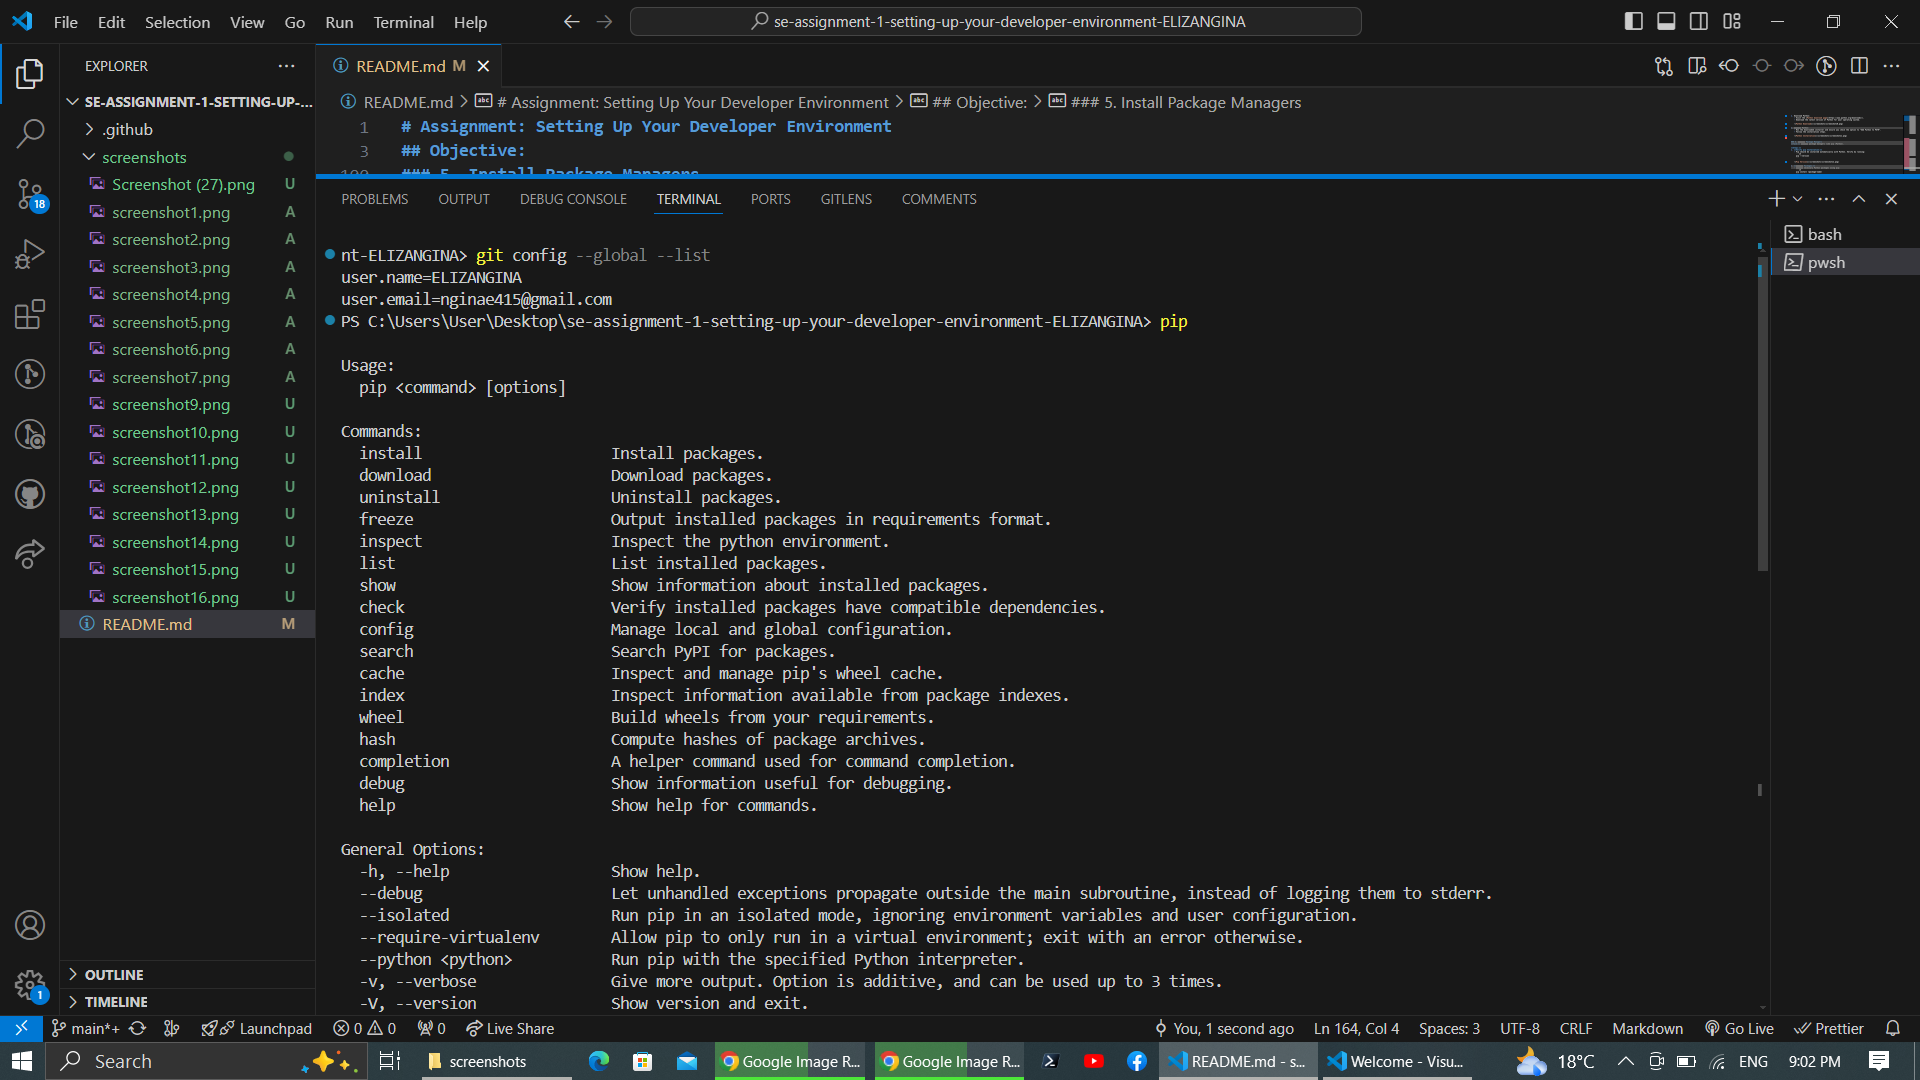 File Edit Selection View Go Run Terminal Help
se-assignment-1-setting-up-your-developer-environment-ELIZANGINA
EXPLORER
SE-ASSIGNMENT-1-SETTING-UP-...
.github
screenshots
Screenshot (27).png U
screenshot1.png A
screenshot2.png A
screenshot3.png A
screenshot4.png A
screenshot5.png A
screenshot6.png A
screenshot7.png A
screenshot9.png U
screenshot10.png U
screenshot11.png U
screenshot12.png U
screenshot13.png U
screenshot14.png U
screenshot15.png U
screenshot16.png U
README.md M
OUTLINE
TIMELINE
18
1
README.md M
README.md > # Assignment: Setting Up Your Developer Environment > ## Objective: > ### 5. Install Package Managers
1 # Assignment: Setting Up Your Developer Environment
3 ## Objective:
### 5. Install Package Managers
PROBLEMS OUTPUT DEBUG CONSOLE TERMINAL PORTS GITLENS COMMENTS
bash
pwsh
nt-ELIZANGINA> git config --global --list
user.name=ELIZANGINA
user.email=nginae415@gmail.com
PS C:\Users\User\Desktop\se-assignment-1-setting-up-your-developer-environment-ELIZANGINA> pip
Usage:
pip <command> [options]
Commands:
install Install packages.
download Download packages.
uninstall Uninstall packages.
freeze Output installed packages in requirements format.
inspect Inspect the python environment.
list List installed packages.
show Show information about installed packages.
check Verify installed packages have compatible dependencies.
config Manage local and global configuration.
search Search PyPI for packages.
cache Inspect and manage pip's wheel cache.
index Inspect information available from package indexes.
wheel Build wheels from your requirements.
hash Compute hashes of package archives.
completion A helper command used for command completion.
debug Show information useful for debugging.
help Show help for commands.
General Options:
-h, --help Show help.
--debug Let unhandled exceptions propagate outside the main subroutine, instead of logging them to stderr.
--isolated Run pip in an isolated mode, ignoring environment variables and user configuration.
--require-virtualenv Allow pip to only run in a virtual environment; exit with an error otherwise.
--python <python> Run pip with the specified Python interpreter.
-v, --verbose Give more output. Option is additive, and can be used up to 3 times.
-V, --version Show version and exit.
main*+ Launchpad 0 0 0 Live Share You, 1 second ago Ln 164, Col 4 Spaces: 3 UTF-8 CRLF Markdown Go Live Prettier
Search screenshots Google Image R... Google Image R... README.md - s... Welcome - Visu... 18°C ENG 9:02 PM